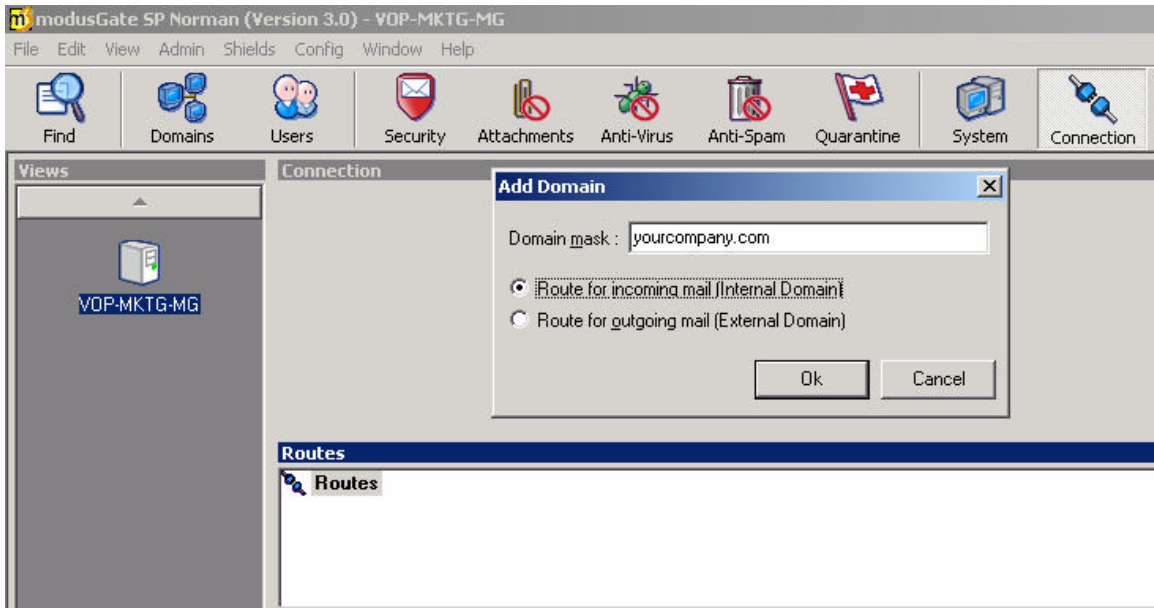 modusGate SP Norman (Version 3.0) - VOP-MKTG-MG
File Edit View Admin Shields Config Window Help
Find Domains Users Security Attachments Anti-Virus Anti-Spam Quarantine System Connection
Views
Connection
VOP-MKTG-MG
Add Domain
Domain mask : yourcompany.com
Route for incoming mail (Internal Domain)
Route for outgoing mail (External Domain)
Ok Cancel
Routes
Routes